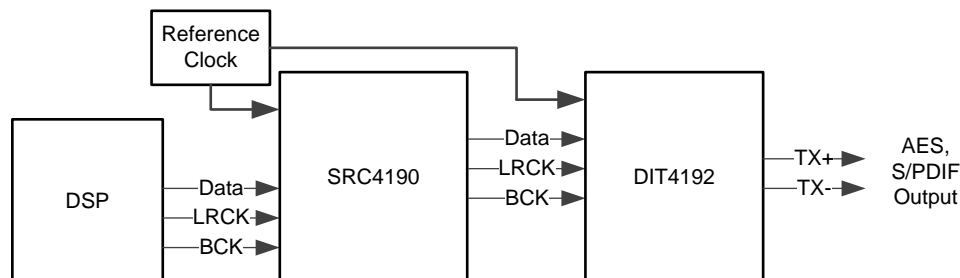 Reference
Clock
DSP
Data
LRCK
BCK
SRC4190
Data
LRCK
BCK
DIT4192
TX+
TX-
AES,
S/PDIF
Output